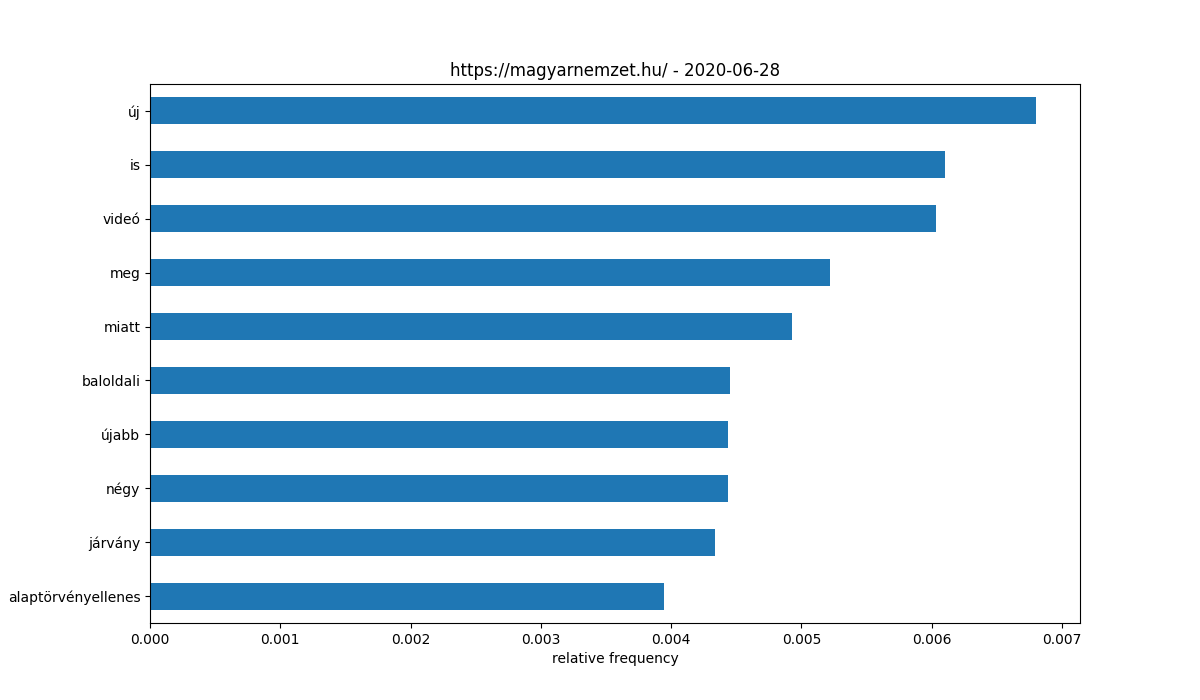 https://magyarnemzet.hu/ - 2020-06-28
új
is
videó
meg
miatt
baloldali
újabb
négy
járvány
alaptörvényellenes
0.000 0.001 0.002 0.003 0.004 0.005 0.006 0.007
relative frequency